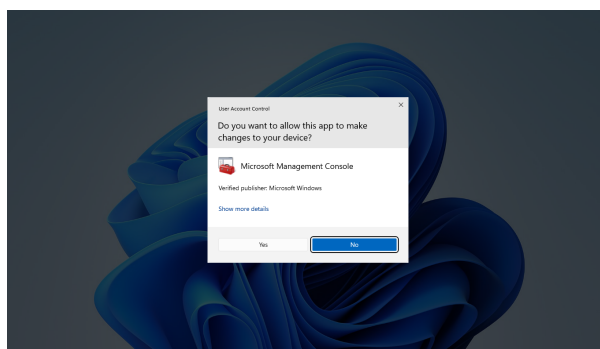 User Account Control
Do you want to allow this app to make
changes to your device?
Microsoft Management Console
Verified publisher: Microsoft Windows
Show more details
Yes
No